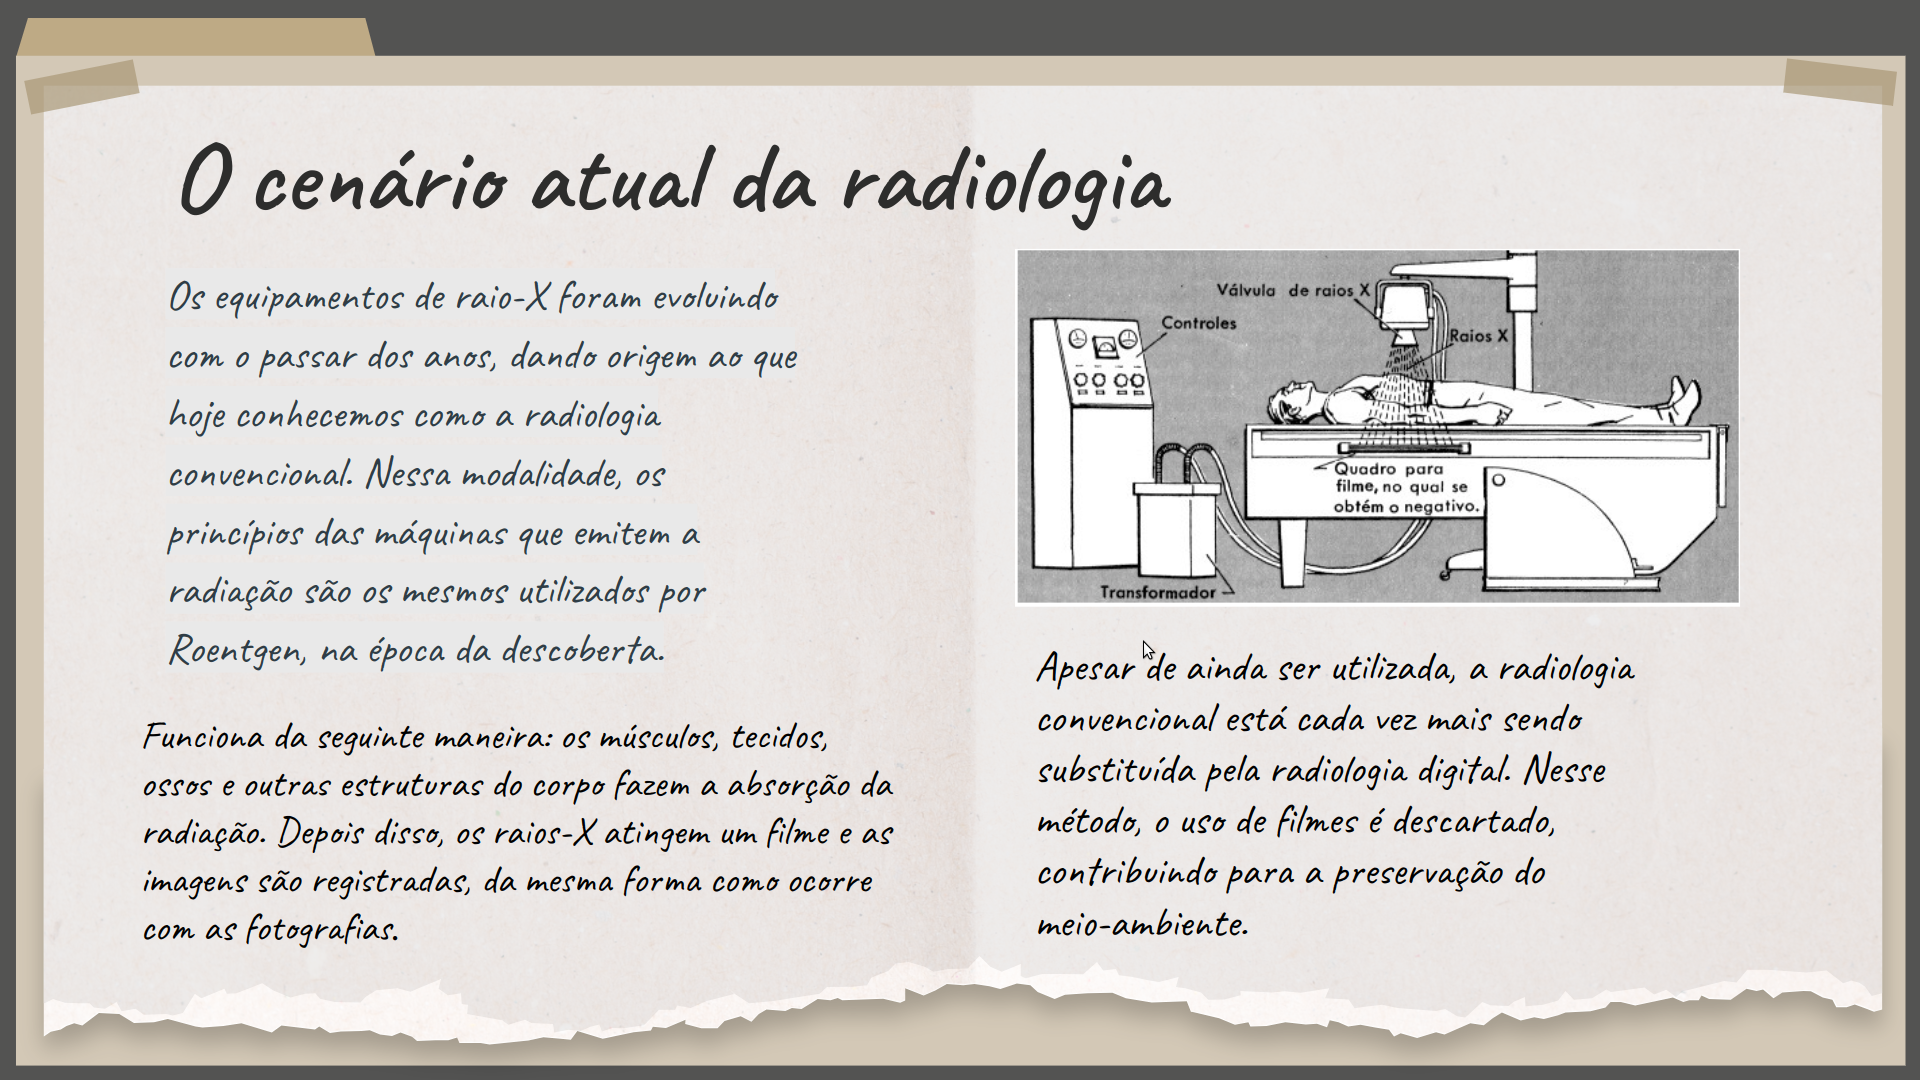 O cenário atual da radiologia
Os equipamentos de raio-X foram evoluindo
com o passar dos anos, dando origem ao que
hoje conhecemos como a radiologia
convencional. Nessa modalidade, os
princípios das máquinas que emitem a
radiação são os mesmos utilizados por
Roentgen, na época da descoberta.
Funciona da seguinte maneira: os músculos, tecidos,
ossos e outras estruturas do corpo fazem a absorção da
radiação. Depois disso, os raios-X atingem um filme e as
imagens são registradas, da mesma forma como ocorre
com as fotografias.
Válvula de raios X
Controles
Raios X
Quadro para
filme, no qual se
obtém o negativo.
Transformador
Apesar de ainda ser utilizada, a radiologia
convencional está cada vez mais sendo
substituída pela radiologia digital. Nesse
método, o uso de filmes é descartado,
contribuindo para a preservação do
meio-ambiente.